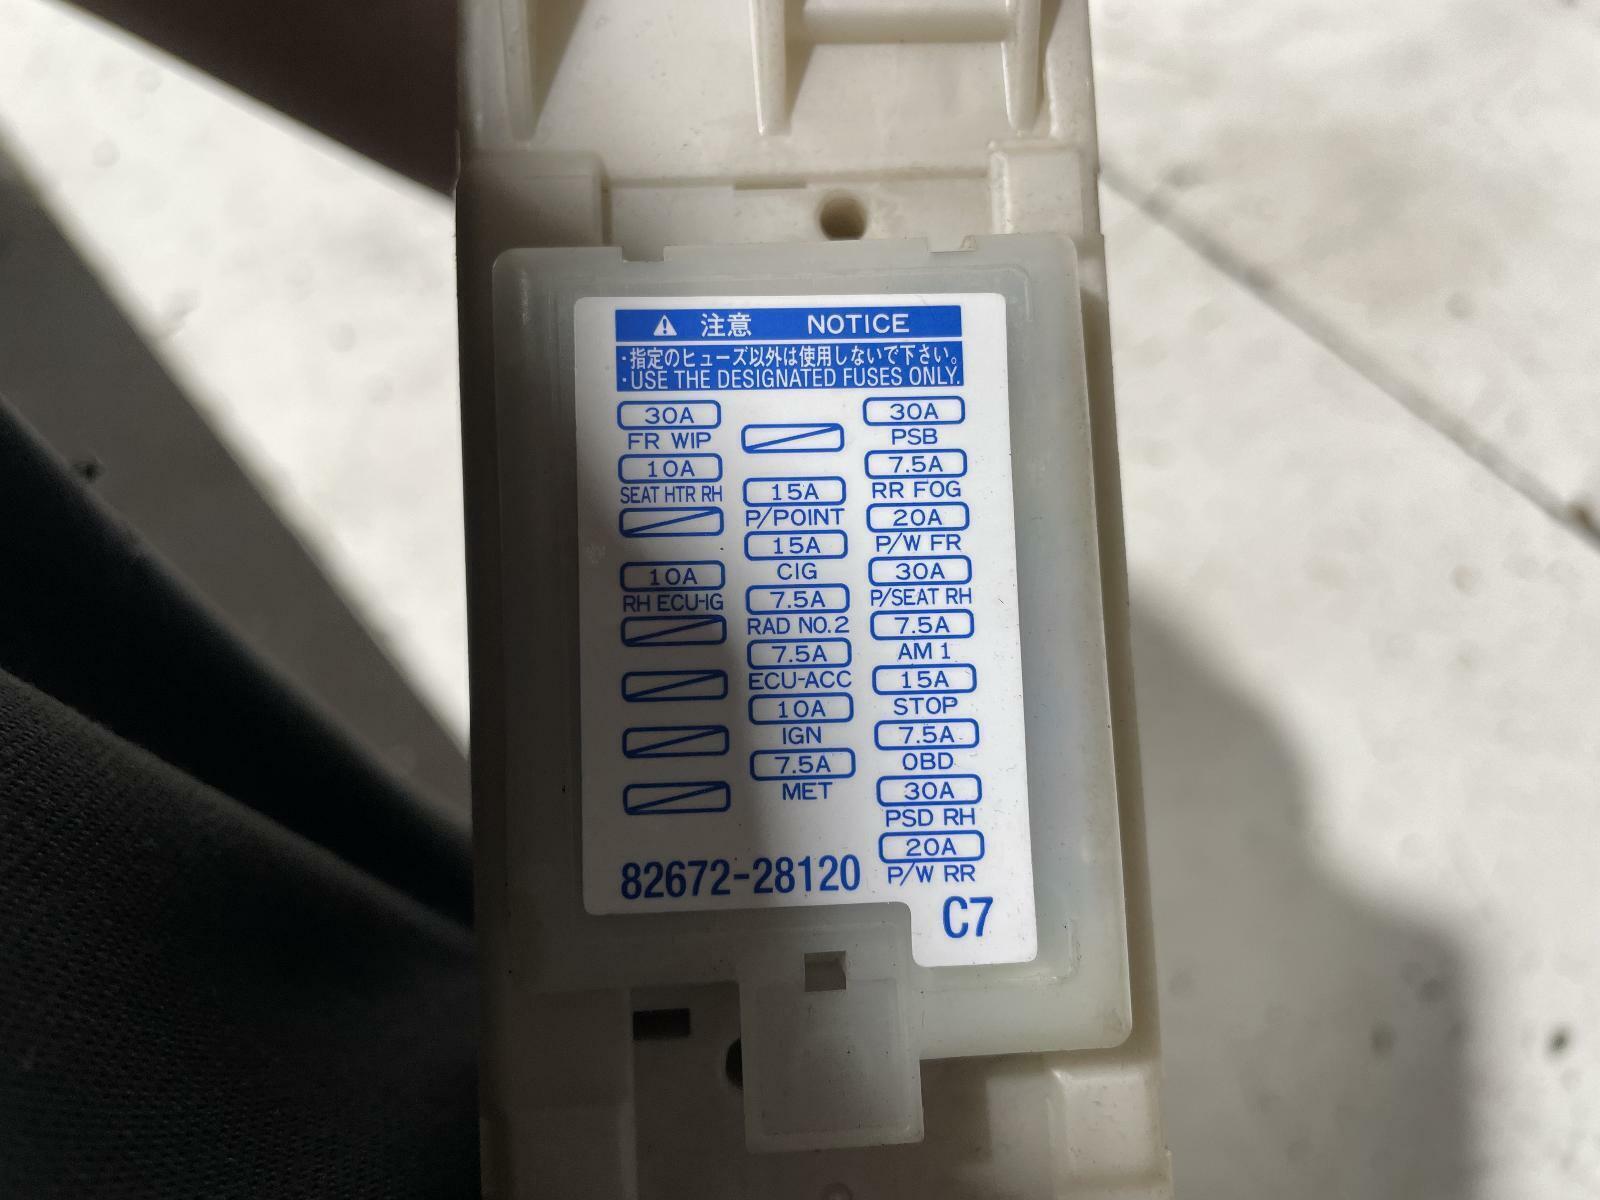 ⚠ 注意 NOTICE
・指定のヒューズ以外は使用しないで下さい。
・USE THE DESIGNATED FUSES ONLY.
30A
FR WIP
10A
SEAT HTR RH
10A
RH ECU-IG
15A
P/POINT
15A
CIG
7.5A
RAD NO.2
7.5A
ECU-ACC
10A
IGN
7.5A
MET
30A
PSB
7.5A
RR FOG
20A
P/W FR
30A
P/SEAT RH
7.5A
AM 1
15A
STOP
7.5A
OBD
30A
PSD RH
20A
P/W RR
82672-28120
C7